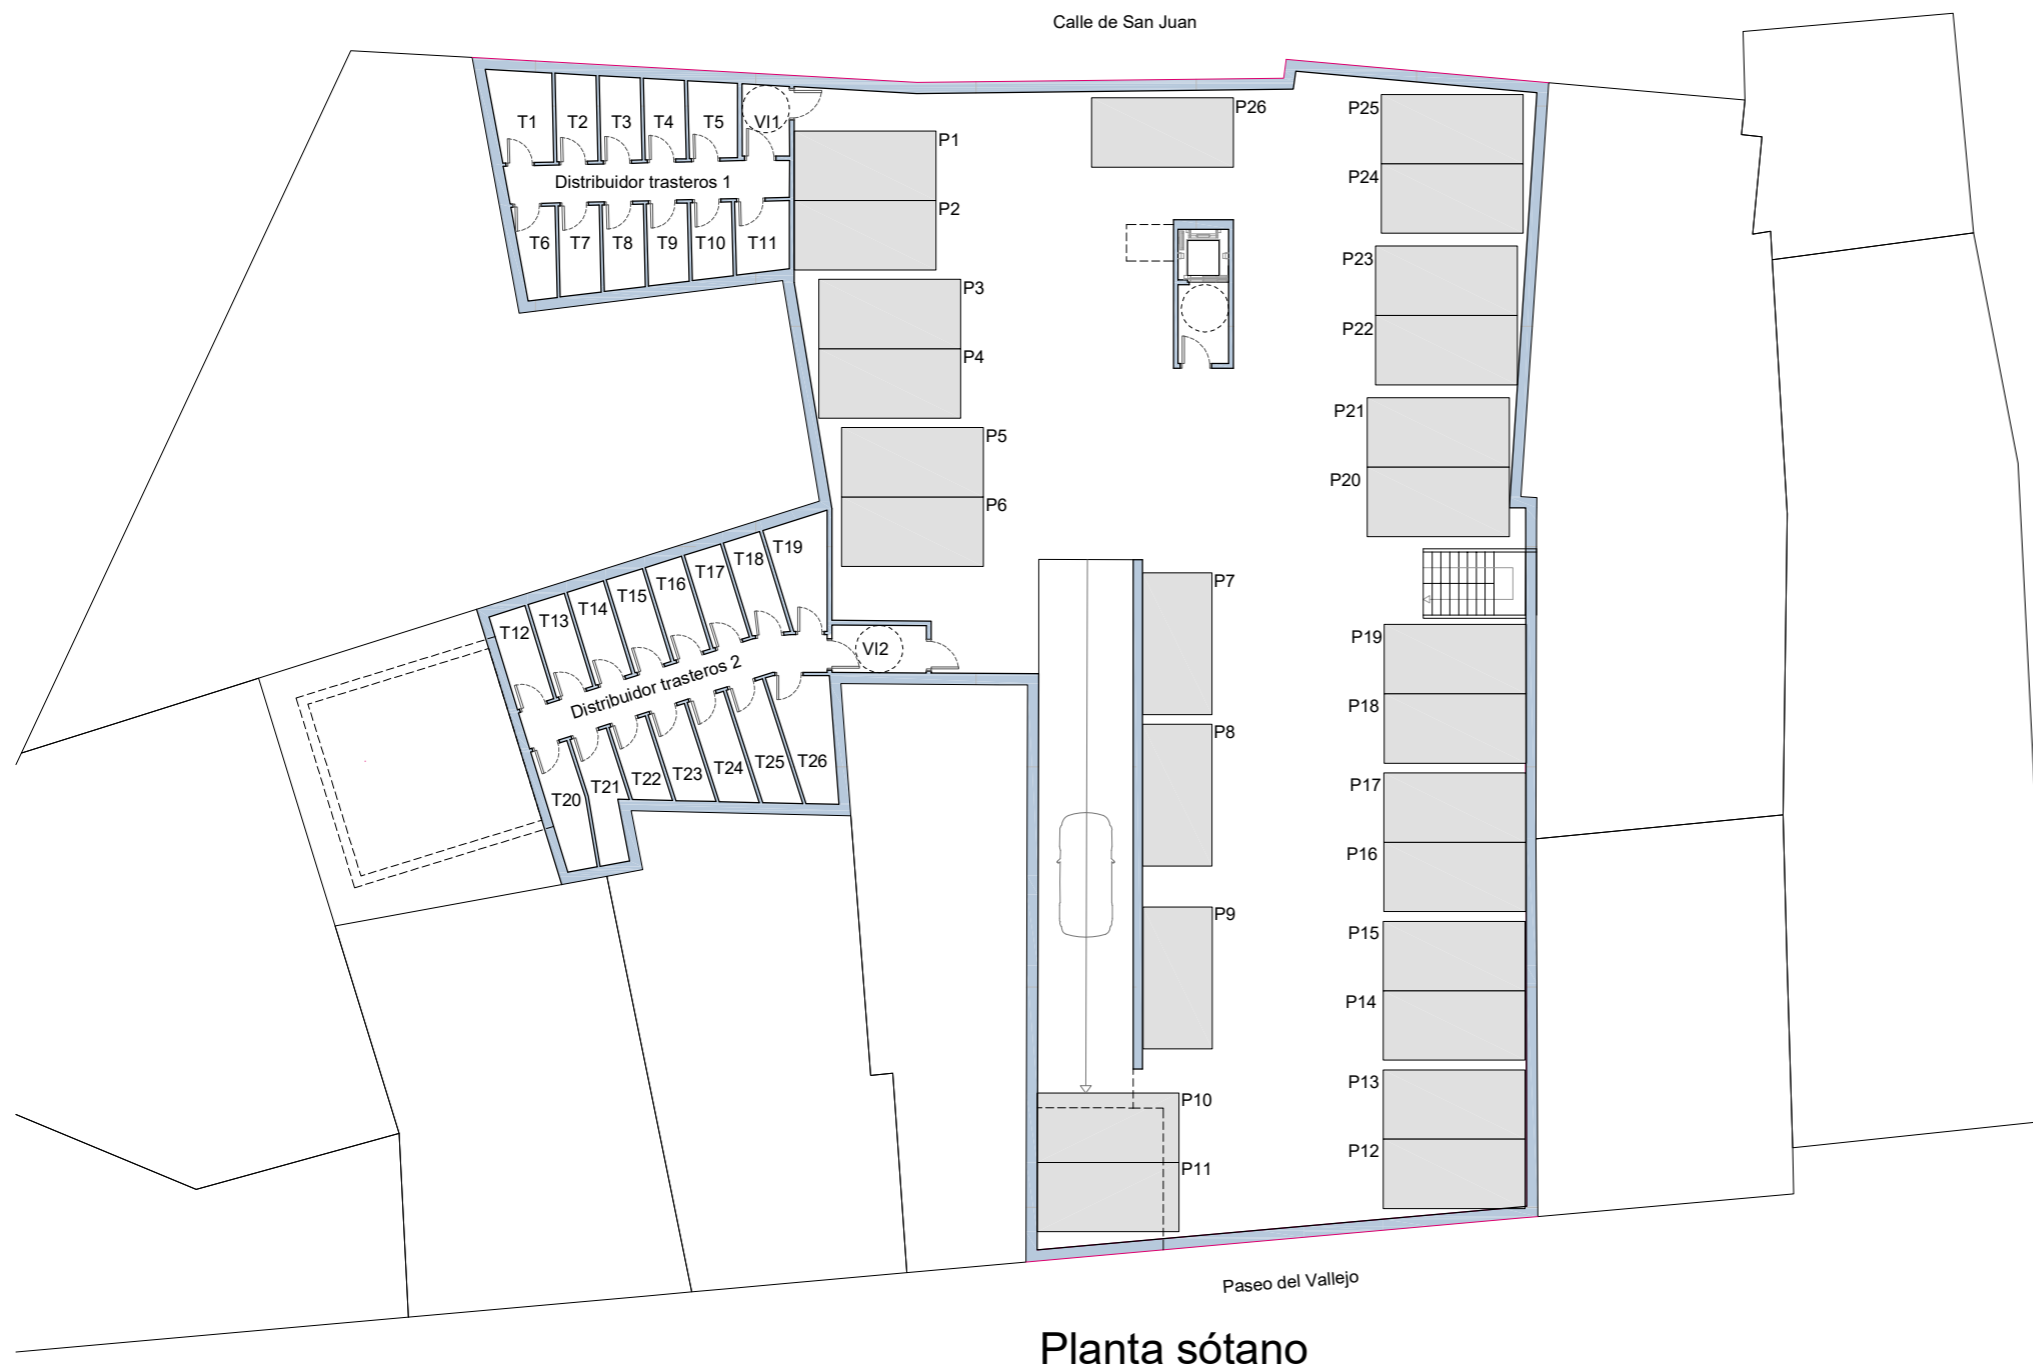 Calle de San Juan
P26
P25
T1
T2
T3
T4
T5
VI1
P1
P24
Distribuidor trasteros 1
P2
T6
T7
T8
T9
T10
T11
P23
P3
P22
P4
P21
P5
P20
P6
T19
T18
T17
T16
T15
T14
T13
T12
P7
P19
VI2
Distribuidor trasteros 2
P18
P8
T26
T25
T24
T23
T22
T21
T20
P17
P16
P9
P15
P14
P13
P10
P12
P11
Paseo del Vallejo
Planta sótano